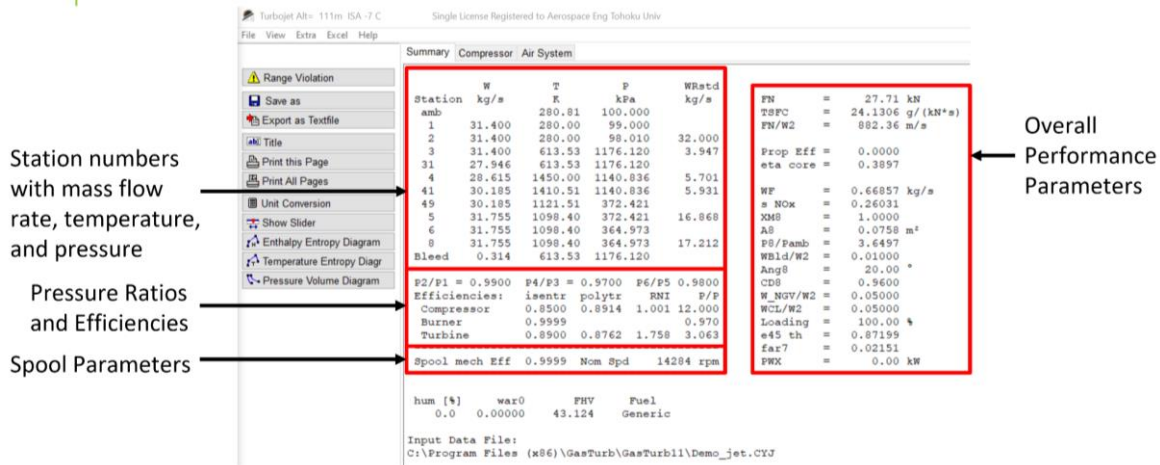 Turbojet Alt= 111m ISA -7 C Single License Registered to Aerospace Eng Tohoku Univ
File View Extra Excel Help
Summary Compressor Air System
Range Violation
Save as
Export as Textfile
abl Title
Print this Page
Print All Pages
Unit Conversion
Show Slider
Enthalpy Entropy Diagram
Temperature Entropy Diagr
Pressure Volume Diagram
Station numbers
with mass flow
rate, temperature,
and pressure
Pressure Ratios
and Efficiencies
Spool Parameters
W T P WRstd
Station kg/s K kPa kg/s
amb 280.81 100.000
1 31.400 280.00 99.000
2 31.400 280.00 98.010 32.000
3 31.400 613.53 1176.120 3.947
31 27.946 613.53 1176.120
4 28.615 1450.00 1140.836 5.701
41 30.185 1410.51 1140.836 5.931
49 30.185 1121.51 372.421
5 31.755 1098.40 372.421 16.868
6 31.755 1098.40 364.973
8 31.755 1098.40 364.973 17.212
Bleed 0.314 613.53 1176.120
P2/P1 = 0.9900 P4/P3 = 0.9700 P6/P5 0.9800
Efficiencies: isentr polytr RNI P/P
Compressor 0.8500 0.8914 1.001 12.000
Burner 0.9999 0.970
Turbine 0.8900 0.8762 1.758 3.063
Spool mech Eff 0.9999 Nom Spd 14284 rpm
hum [%] war0 FHV Fuel
0.0 0.00000 43.124 Generic
Input Data File:
C:\Program Files (x86)\GasTurb\GasTurb11\Demo_jet.CYJ
FN = 27.71 kN
TSFC = 24.1306 g/(kN*s)
FN/W2 = 882.36 m/s
Prop Eff = 0.0000
eta core = 0.3897
WF = 0.66857 kg/s
s NOx = 0.26031
XM8 = 1.0000
A8 = 0.0758 m²
P8/Pamb = 3.6497
WBld/W2 = 0.01000
Ang8 = 20.00 °
CD8 = 0.9600
W_NGV/W2 = 0.05000
WCL/W2 = 0.05000
Loading = 100.00 %
e45 th = 0.87199
far7 = 0.02151
PWX = 0.00 kW
Overall
Performance
Parameters